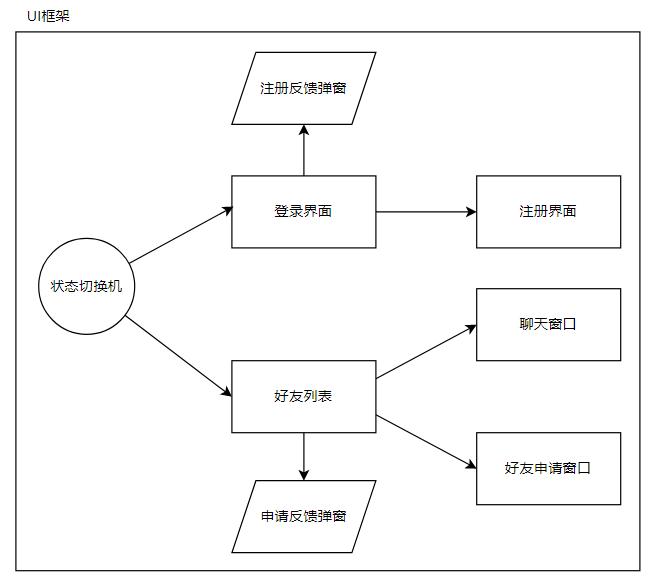 UI框架
注册反馈弹窗
登录界面
注册界面
状态切换机
聊天窗口
好友列表
好友申请窗口
申请反馈弹窗